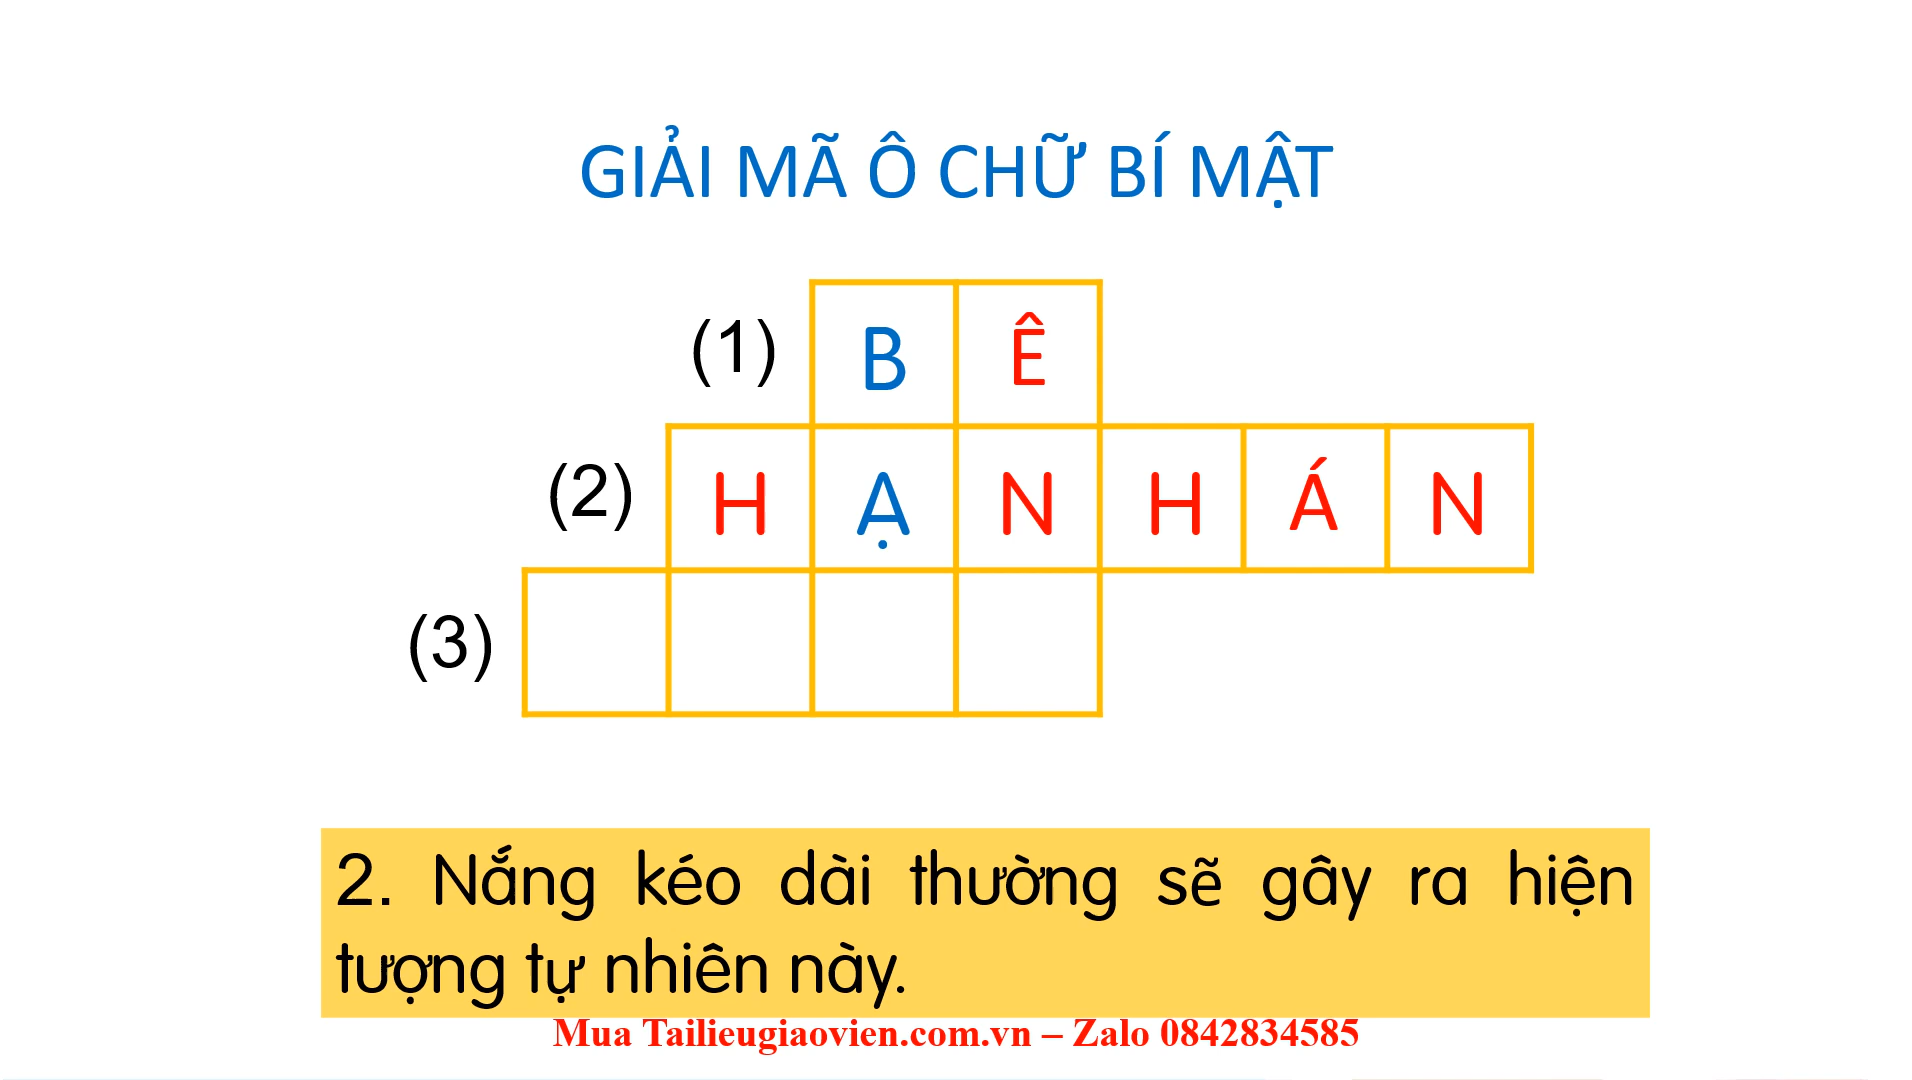 GIẢI MÃ Ô CHỮ BÍ MẬT
(1) B Ê
(2) H Ạ N H Á N
(3)
2. Nắng kéo dài thường sẽ gây ra hiện
tượng tự nhiên này.
Mua Tailieugiaovien.com.vn – Zalo 0842834585